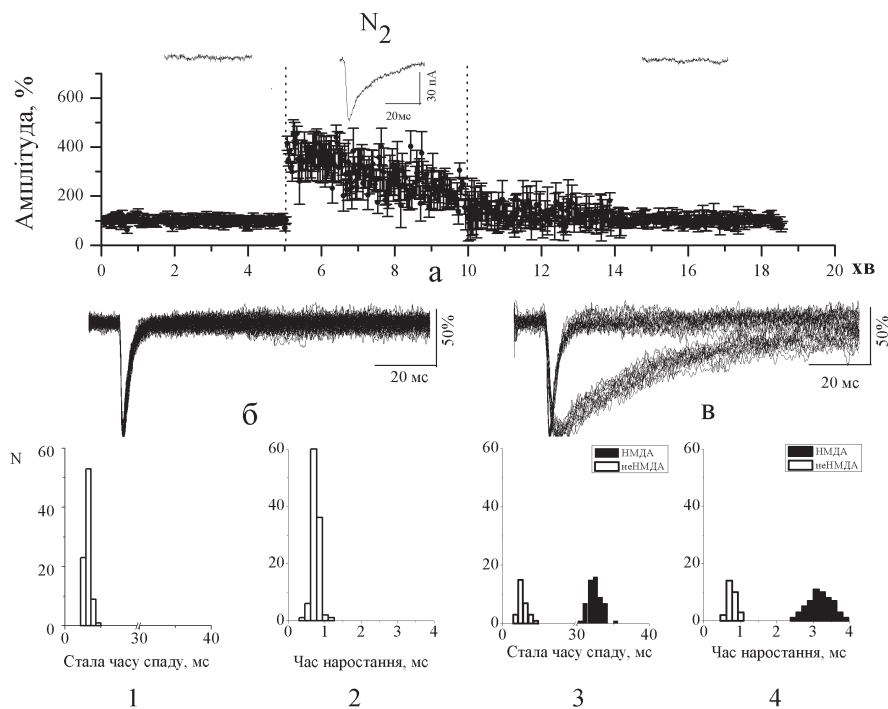 N2
Амплітуда, %
600
400
200
0
30 пА
20мс
0 2 4 6 8 10 12 14 16 18 20 хв
а
50%
20 мс
б
50%
20 мс
в
N
60
40
20
0
0 30 40
Стала часу спаду, мс
1
60
40
20
0
0 1 2 3 4
Час наростання, мс
2
НМДА
неНМДА
60
40
20
0
0 30 40
Стала часу спаду, мс
3
НМДА
неНМДА
60
40
20
0
0 1 2 3 4
Час наростання, мс
4